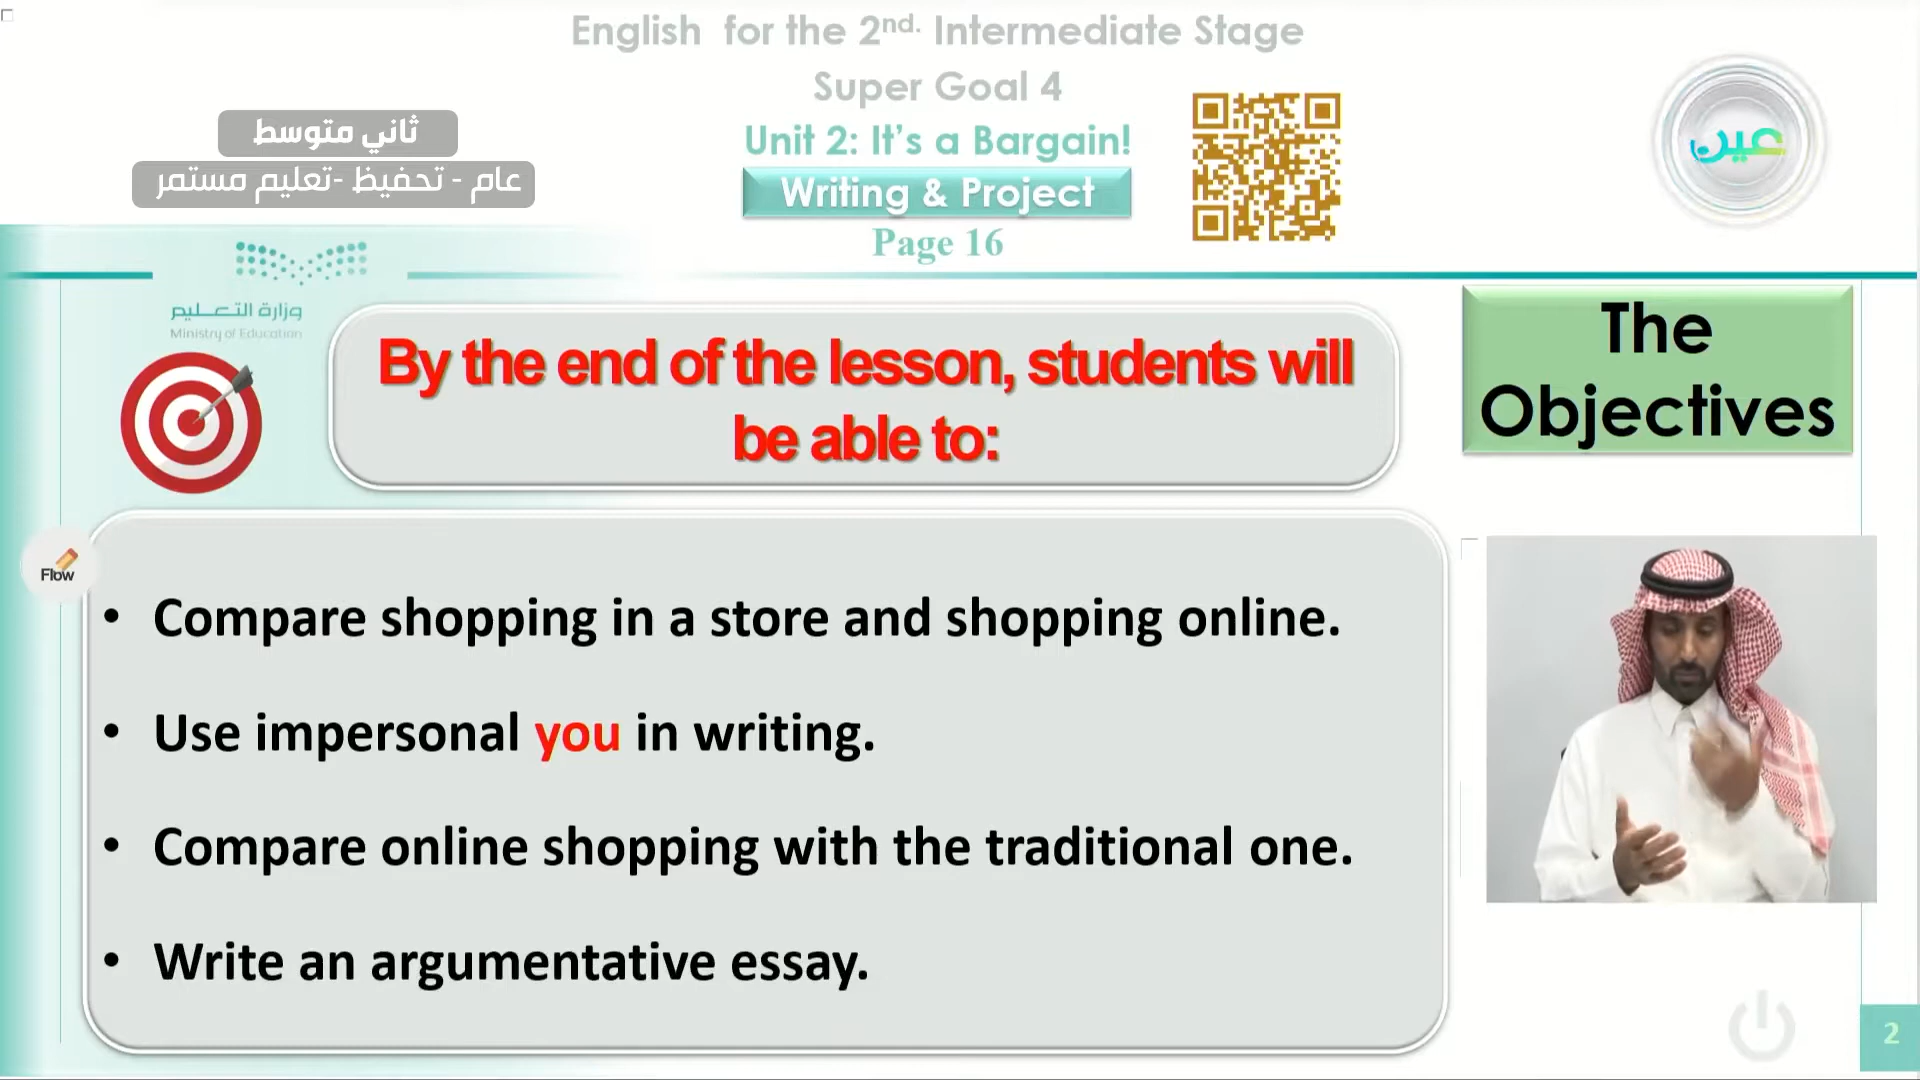 English for the 2nd. Intermediate Stage
Super Goal 4
Unit 2: It's a Bargain!
Writing & Project
Page 16
ثاني متوسط
عام - تحفيظ -تعليم مستمر
عين
وزارة التعليم
Ministry of Education
By the end of the lesson, students will
be able to:
The
Objectives
Flow
• Compare shopping in a store and shopping online.
• Use impersonal you in writing.
• Compare online shopping with the traditional one.
• Write an argumentative essay.
2